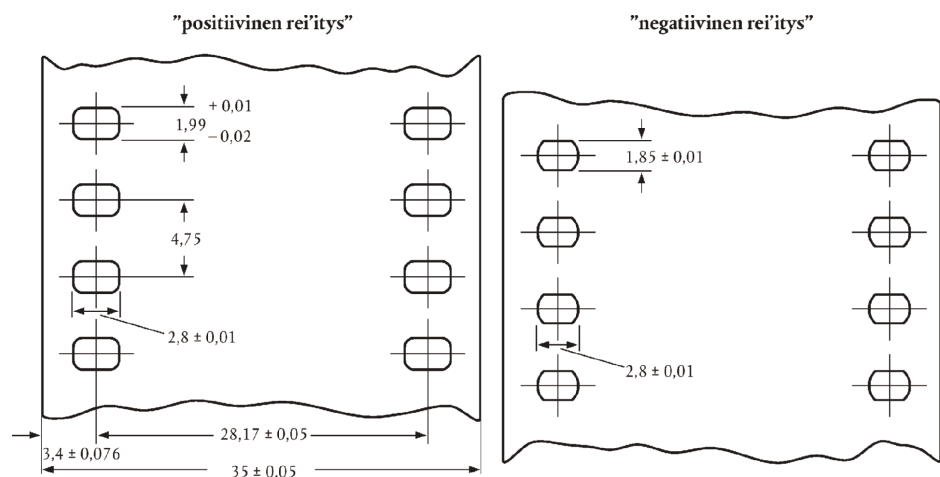 ”positiivinen rei’itys”
”negatiivinen rei’itys”
+ 0,01
1,99
− 0,02
1,85 ± 0,01
4,75
2,8 ± 0,01
2,8 ± 0,01
28,17 ± 0,05
3,4 ± 0,076
35 ± 0,05